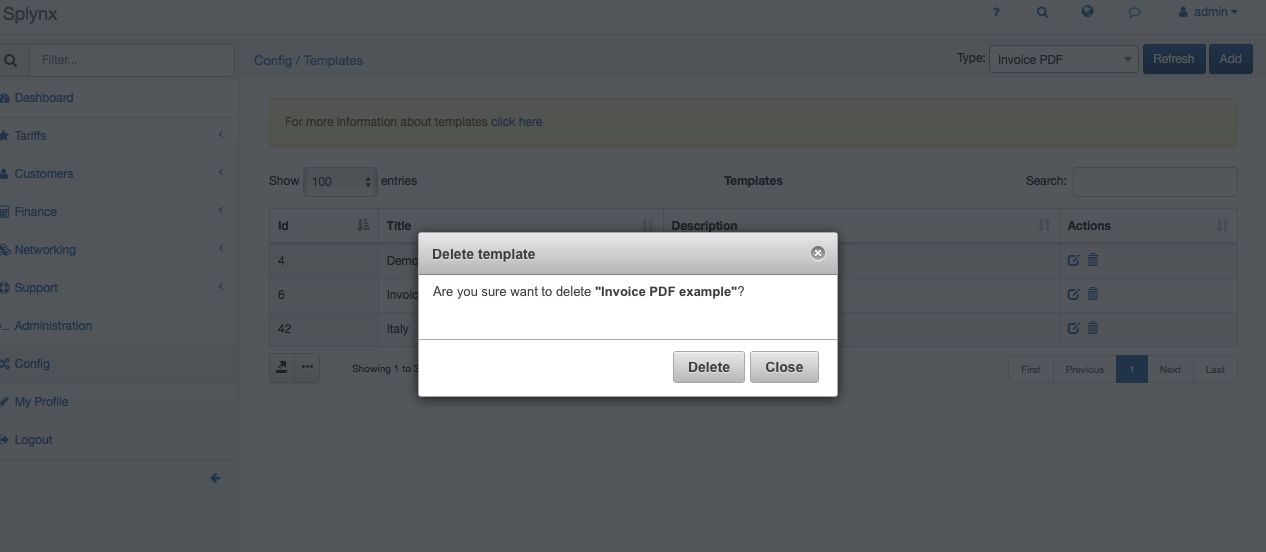 Splynx
? admin
Filter...
Config / Templates
Type: Invoice PDF Refresh Add
Dashboard
Tariffs
Customers
Finance
Networking
Support
Administration
Config
My Profile
Logout
For more information about templates click here
Show 100 entries
Templates
Search:
Id Title Description Actions
4 Demo
6 Invoic
42 Italy
Showing 1 to 3
First Previous 1 Next Last
Delete template
Are you sure want to delete "Invoice PDF example"?
Delete Close